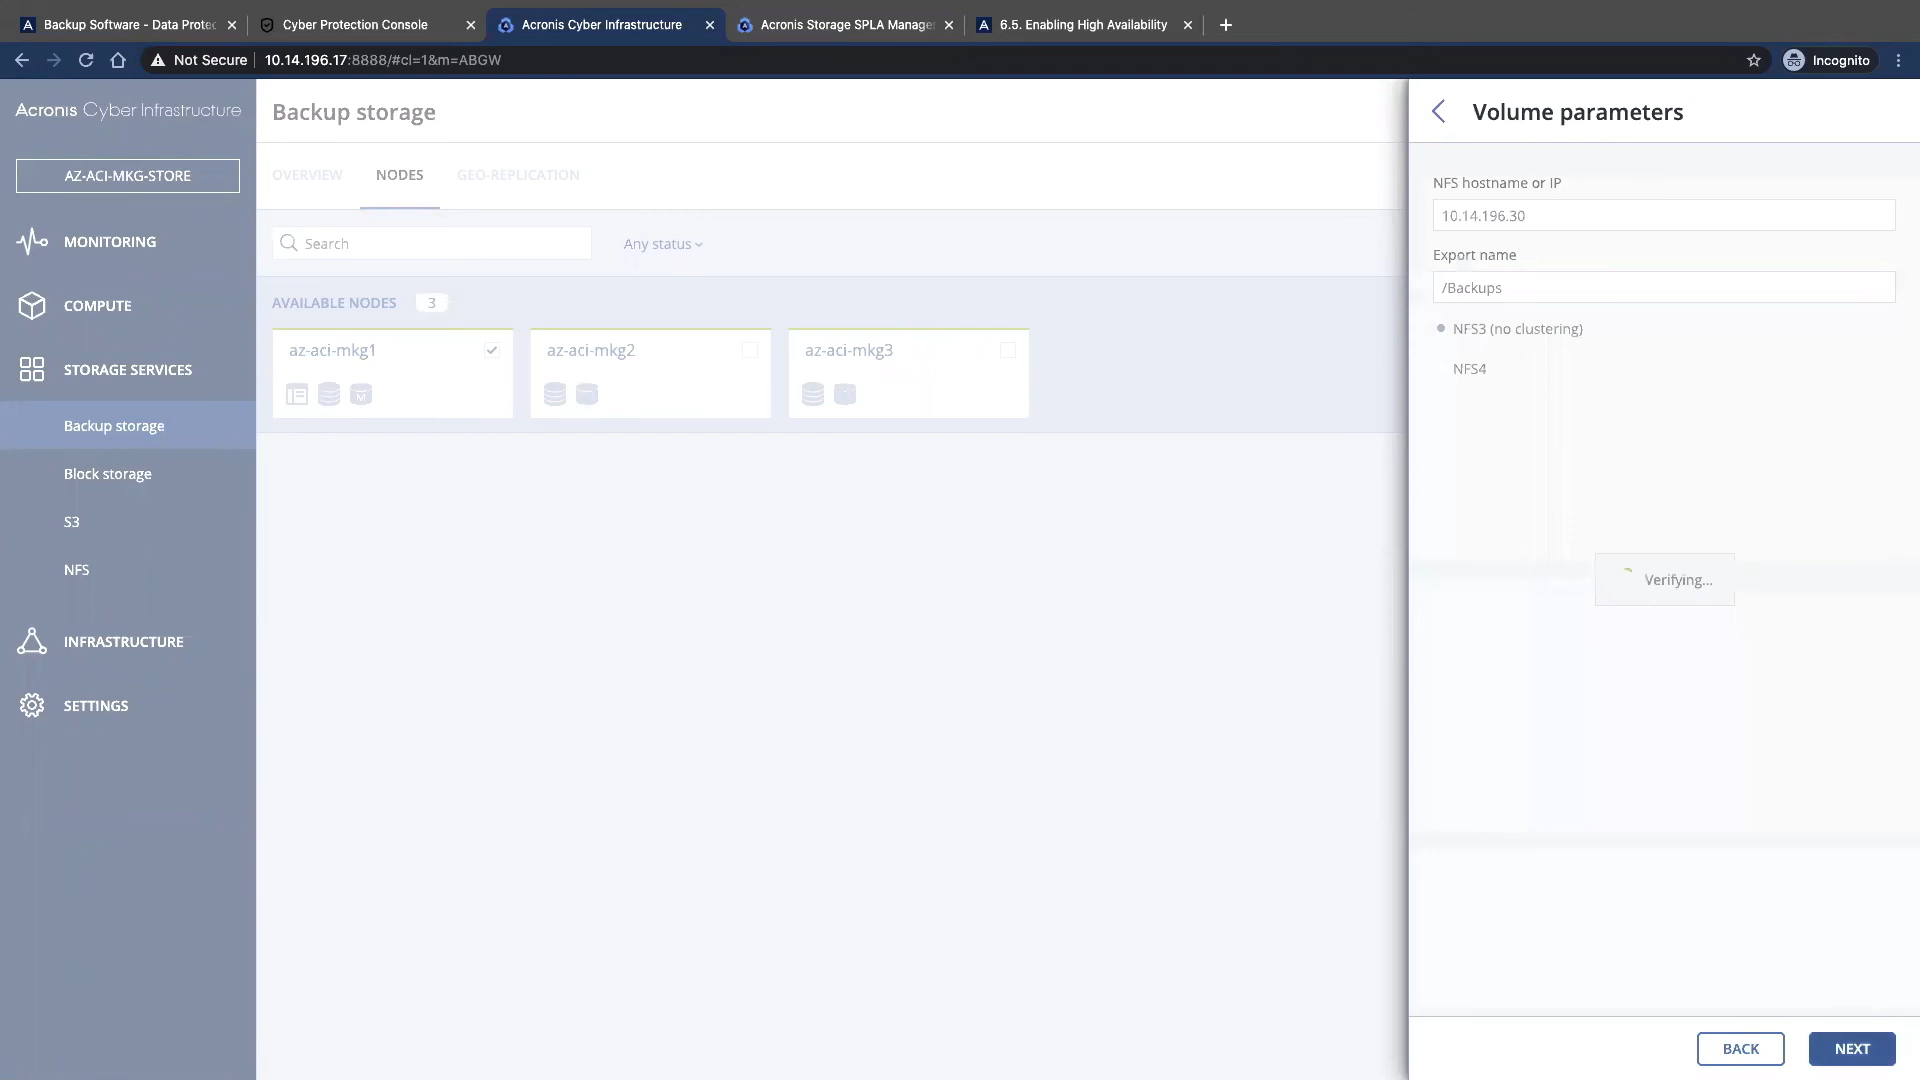 Backup Software - Data Protec
Cyber Protection Console
Acronis Cyber Infrastructure
Acronis Storage SPLA Manage
6.5. Enabling High Availability
Not Secure
10.14.196.17:8888/#cl=1&m=ABGW
Incognito
Acronis Cyber Infrastructure
AZ-ACI-MKG-STORE
MONITORING
COMPUTE
STORAGE SERVICES
Backup storage
Block storage
S3
NFS
INFRASTRUCTURE
SETTINGS
Backup storage
OVERVIEW
NODES
GEO-REPLICATION
Search
Any status
AVAILABLE NODES 3
az-aci-mkg1
az-aci-mkg2
az-aci-mkg3
M
Volume parameters
NFS hostname or IP
10.14.196.30
Export name
/Backups
NFS3 (no clustering)
NFS4
Verifying...
BACK
NEXT